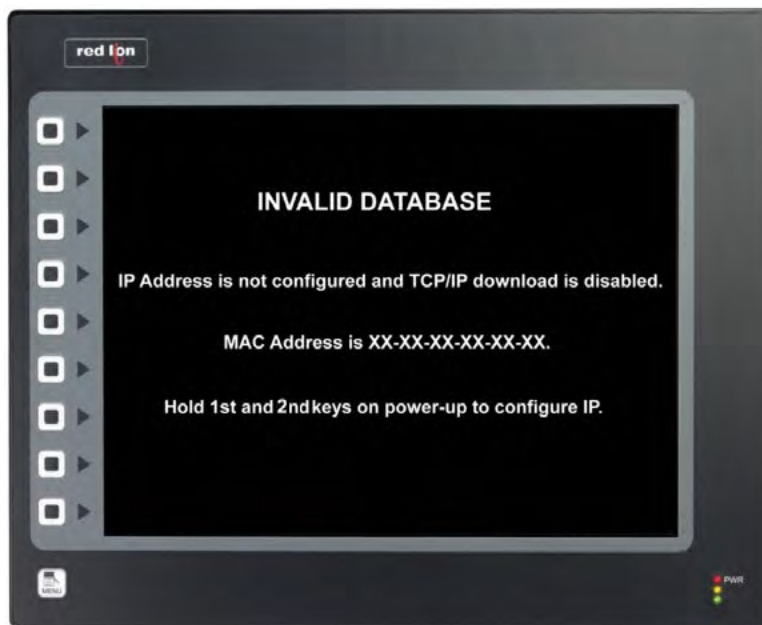 red lion
INVALID DATABASE
IP Address is not configured and TCP/IP download is disabled.
MAC Address is XX-XX-XX-XX-XX-XX.
Hold 1st and 2nd keys on power-up to configure IP.
MENU
PWR